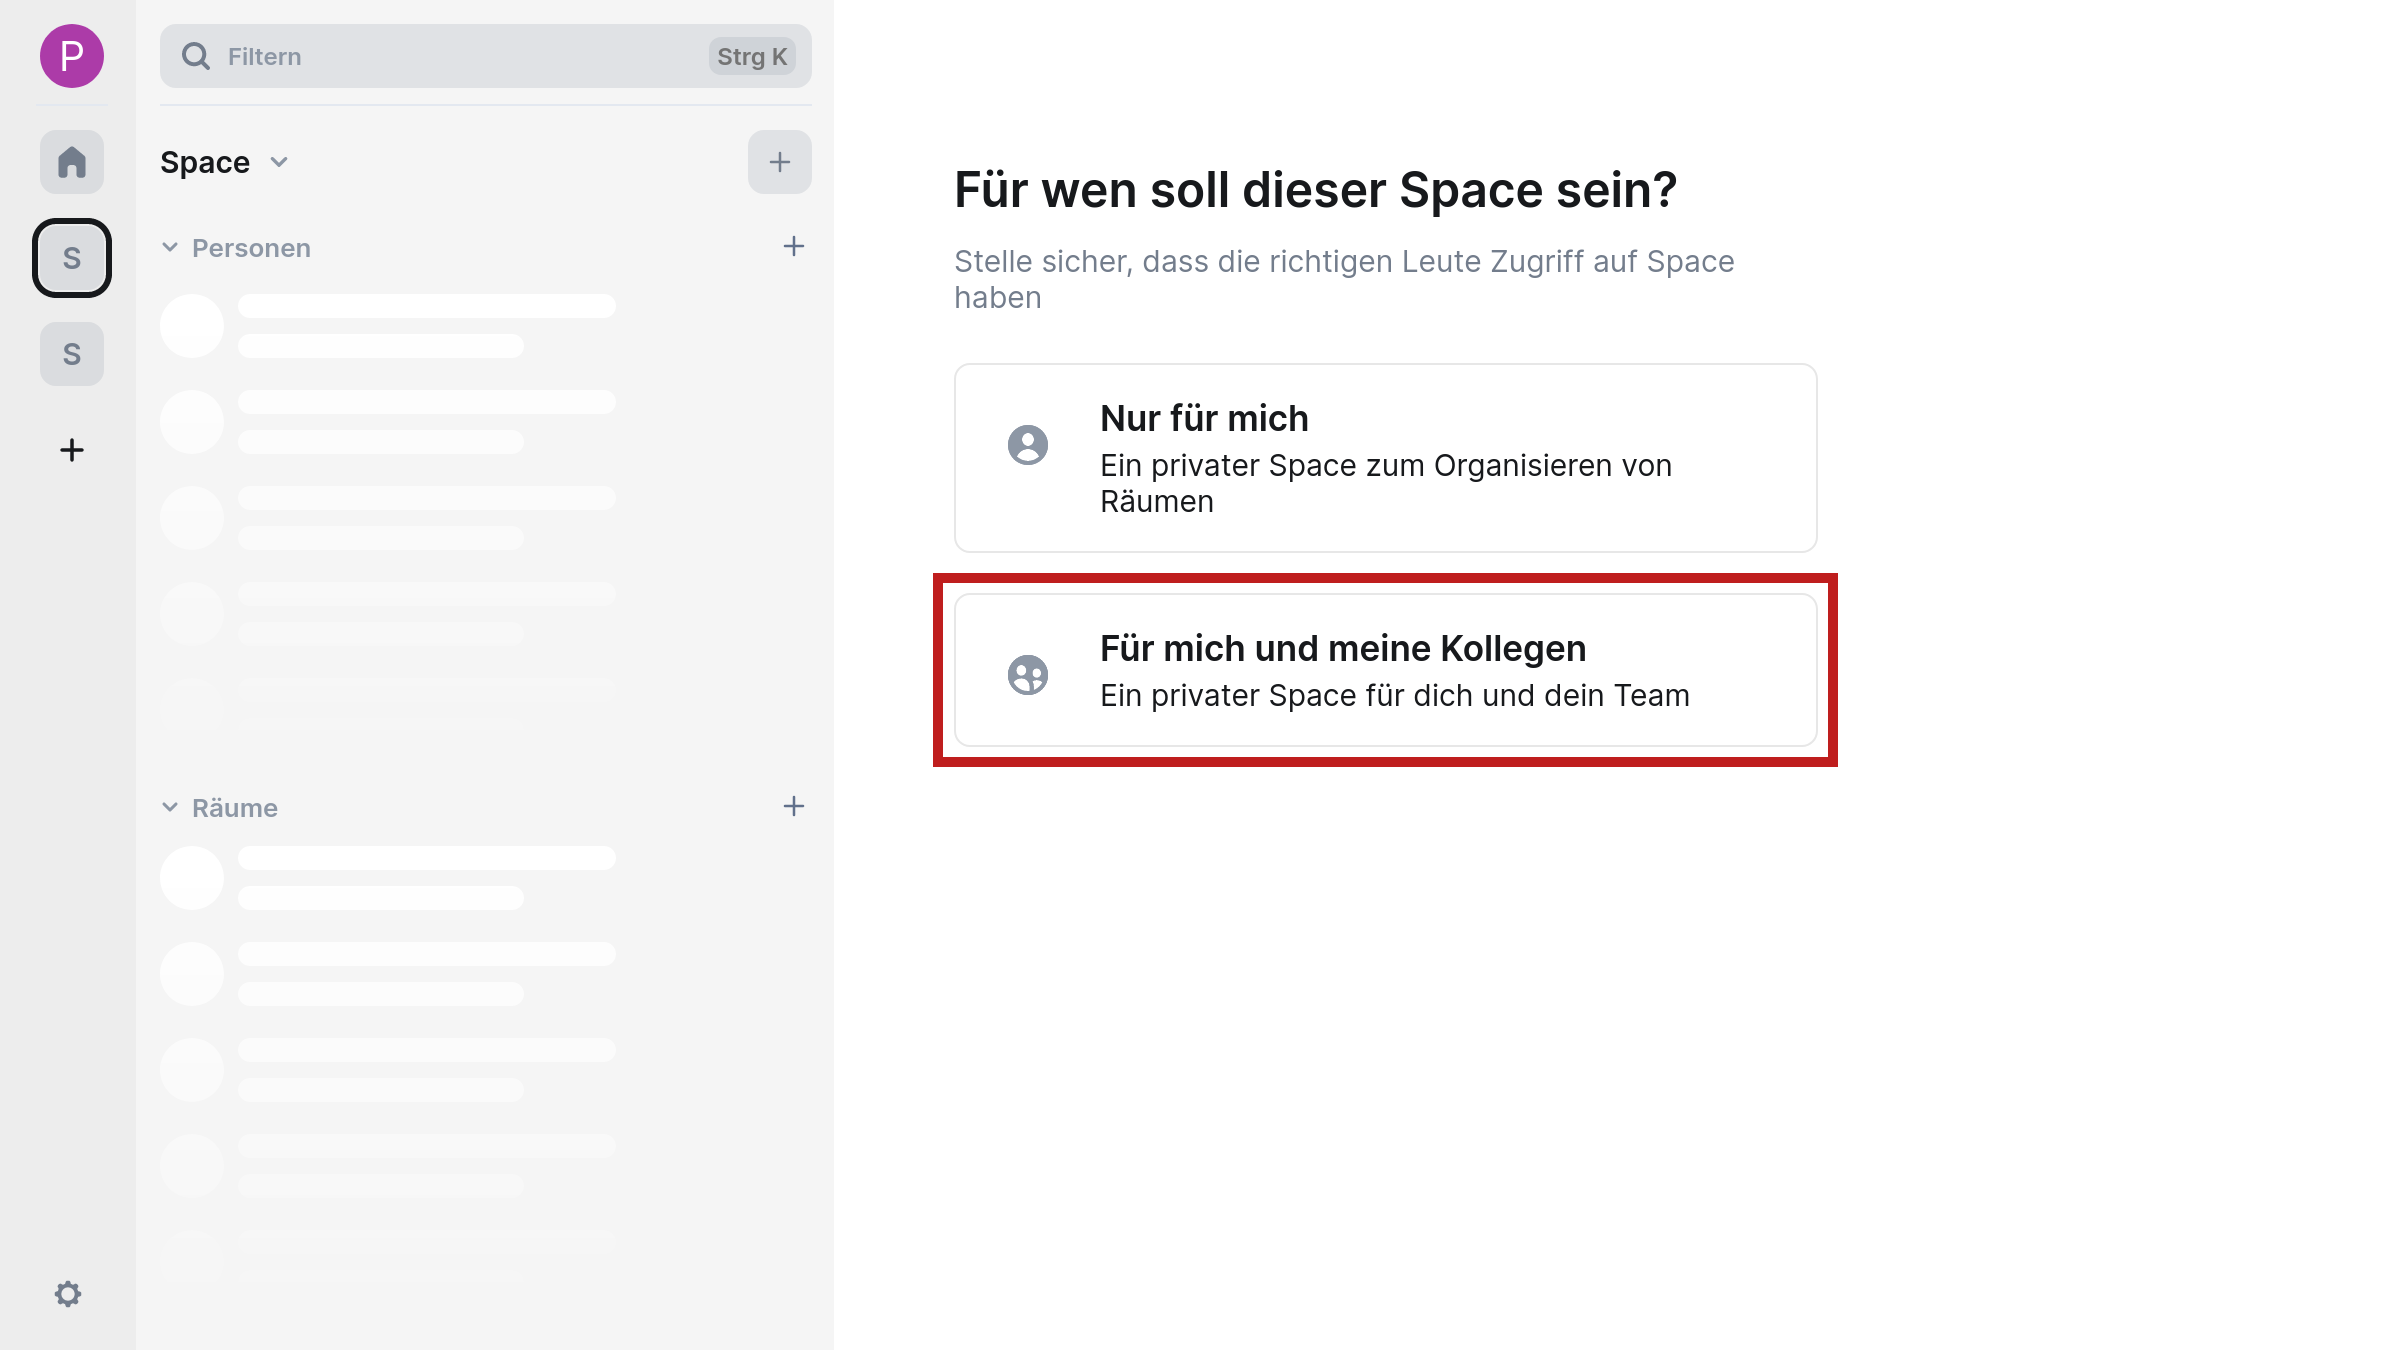 P
Filtern
Strg K
Space
S
Personen
S
Räume
Für wen soll dieser Space sein?
Stelle sicher, dass die richtigen Leute Zugriff auf Space
haben
Nur für mich
Ein privater Space zum Organisieren von
Räumen
Für mich und meine Kollegen
Ein privater Space für dich und dein Team